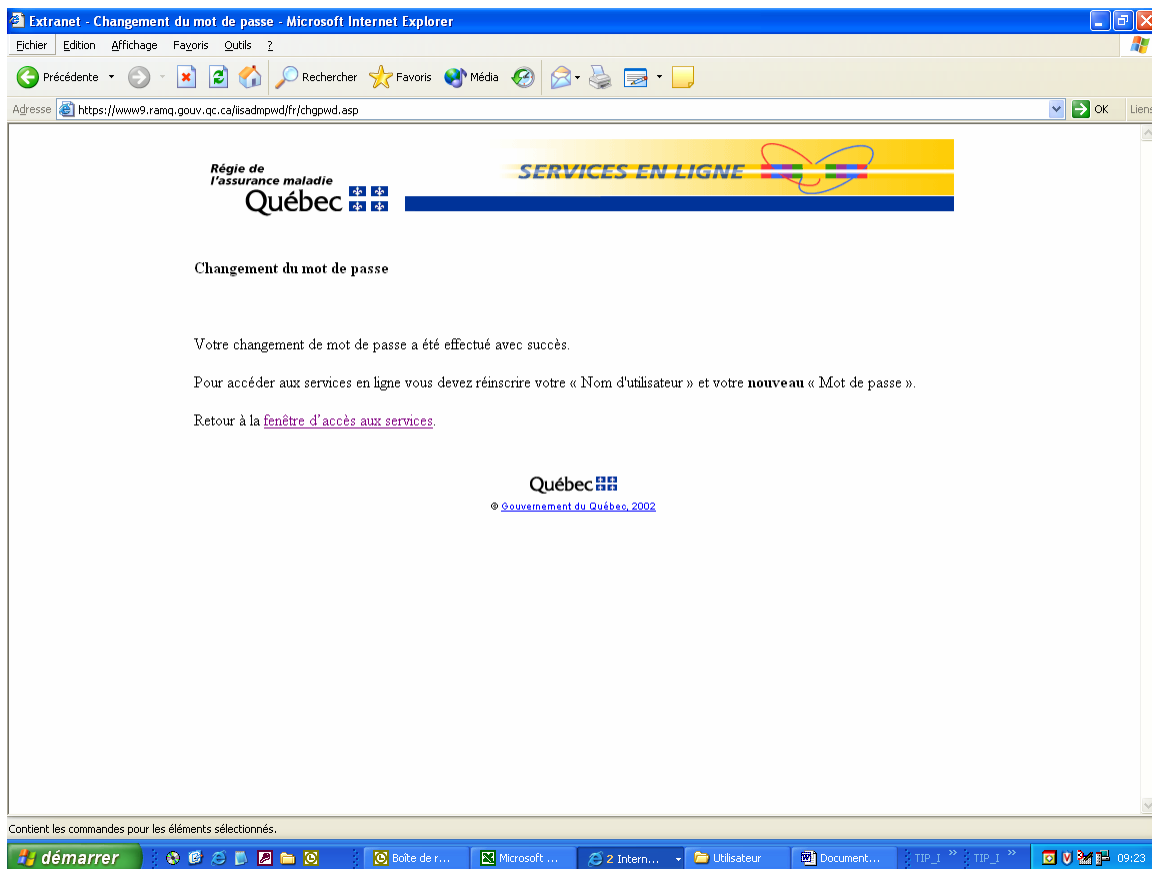 Extranet - Changement du mot de passe - Microsoft Internet Explorer
Fichier Edition Affichage Favoris Outils ?
Précédente Rechercher Favoris Média
Adresse https://www9.ramq.gouv.qc.ca/iisadmpwd/fr/chgpwd.asp OK Liens
Régie de
l'assurance maladie
Québec
SERVICES EN LIGNE
Changement du mot de passe
Votre changement de mot de passe a été effectué avec succès.
Pour accéder aux services en ligne vous devez réinscrire votre « Nom d'utilisateur » et votre nouveau « Mot de passe ».
Retour à la fenêtre d'accès aux services.
Québec
© Gouvernement du Québec, 2002
Contient les commandes pour les éléments sélectionnés.
démarrer Boîte de r... Microsoft ... 2 Intern... Utilisateur Document... TIP_I » TIP_I » 09:23